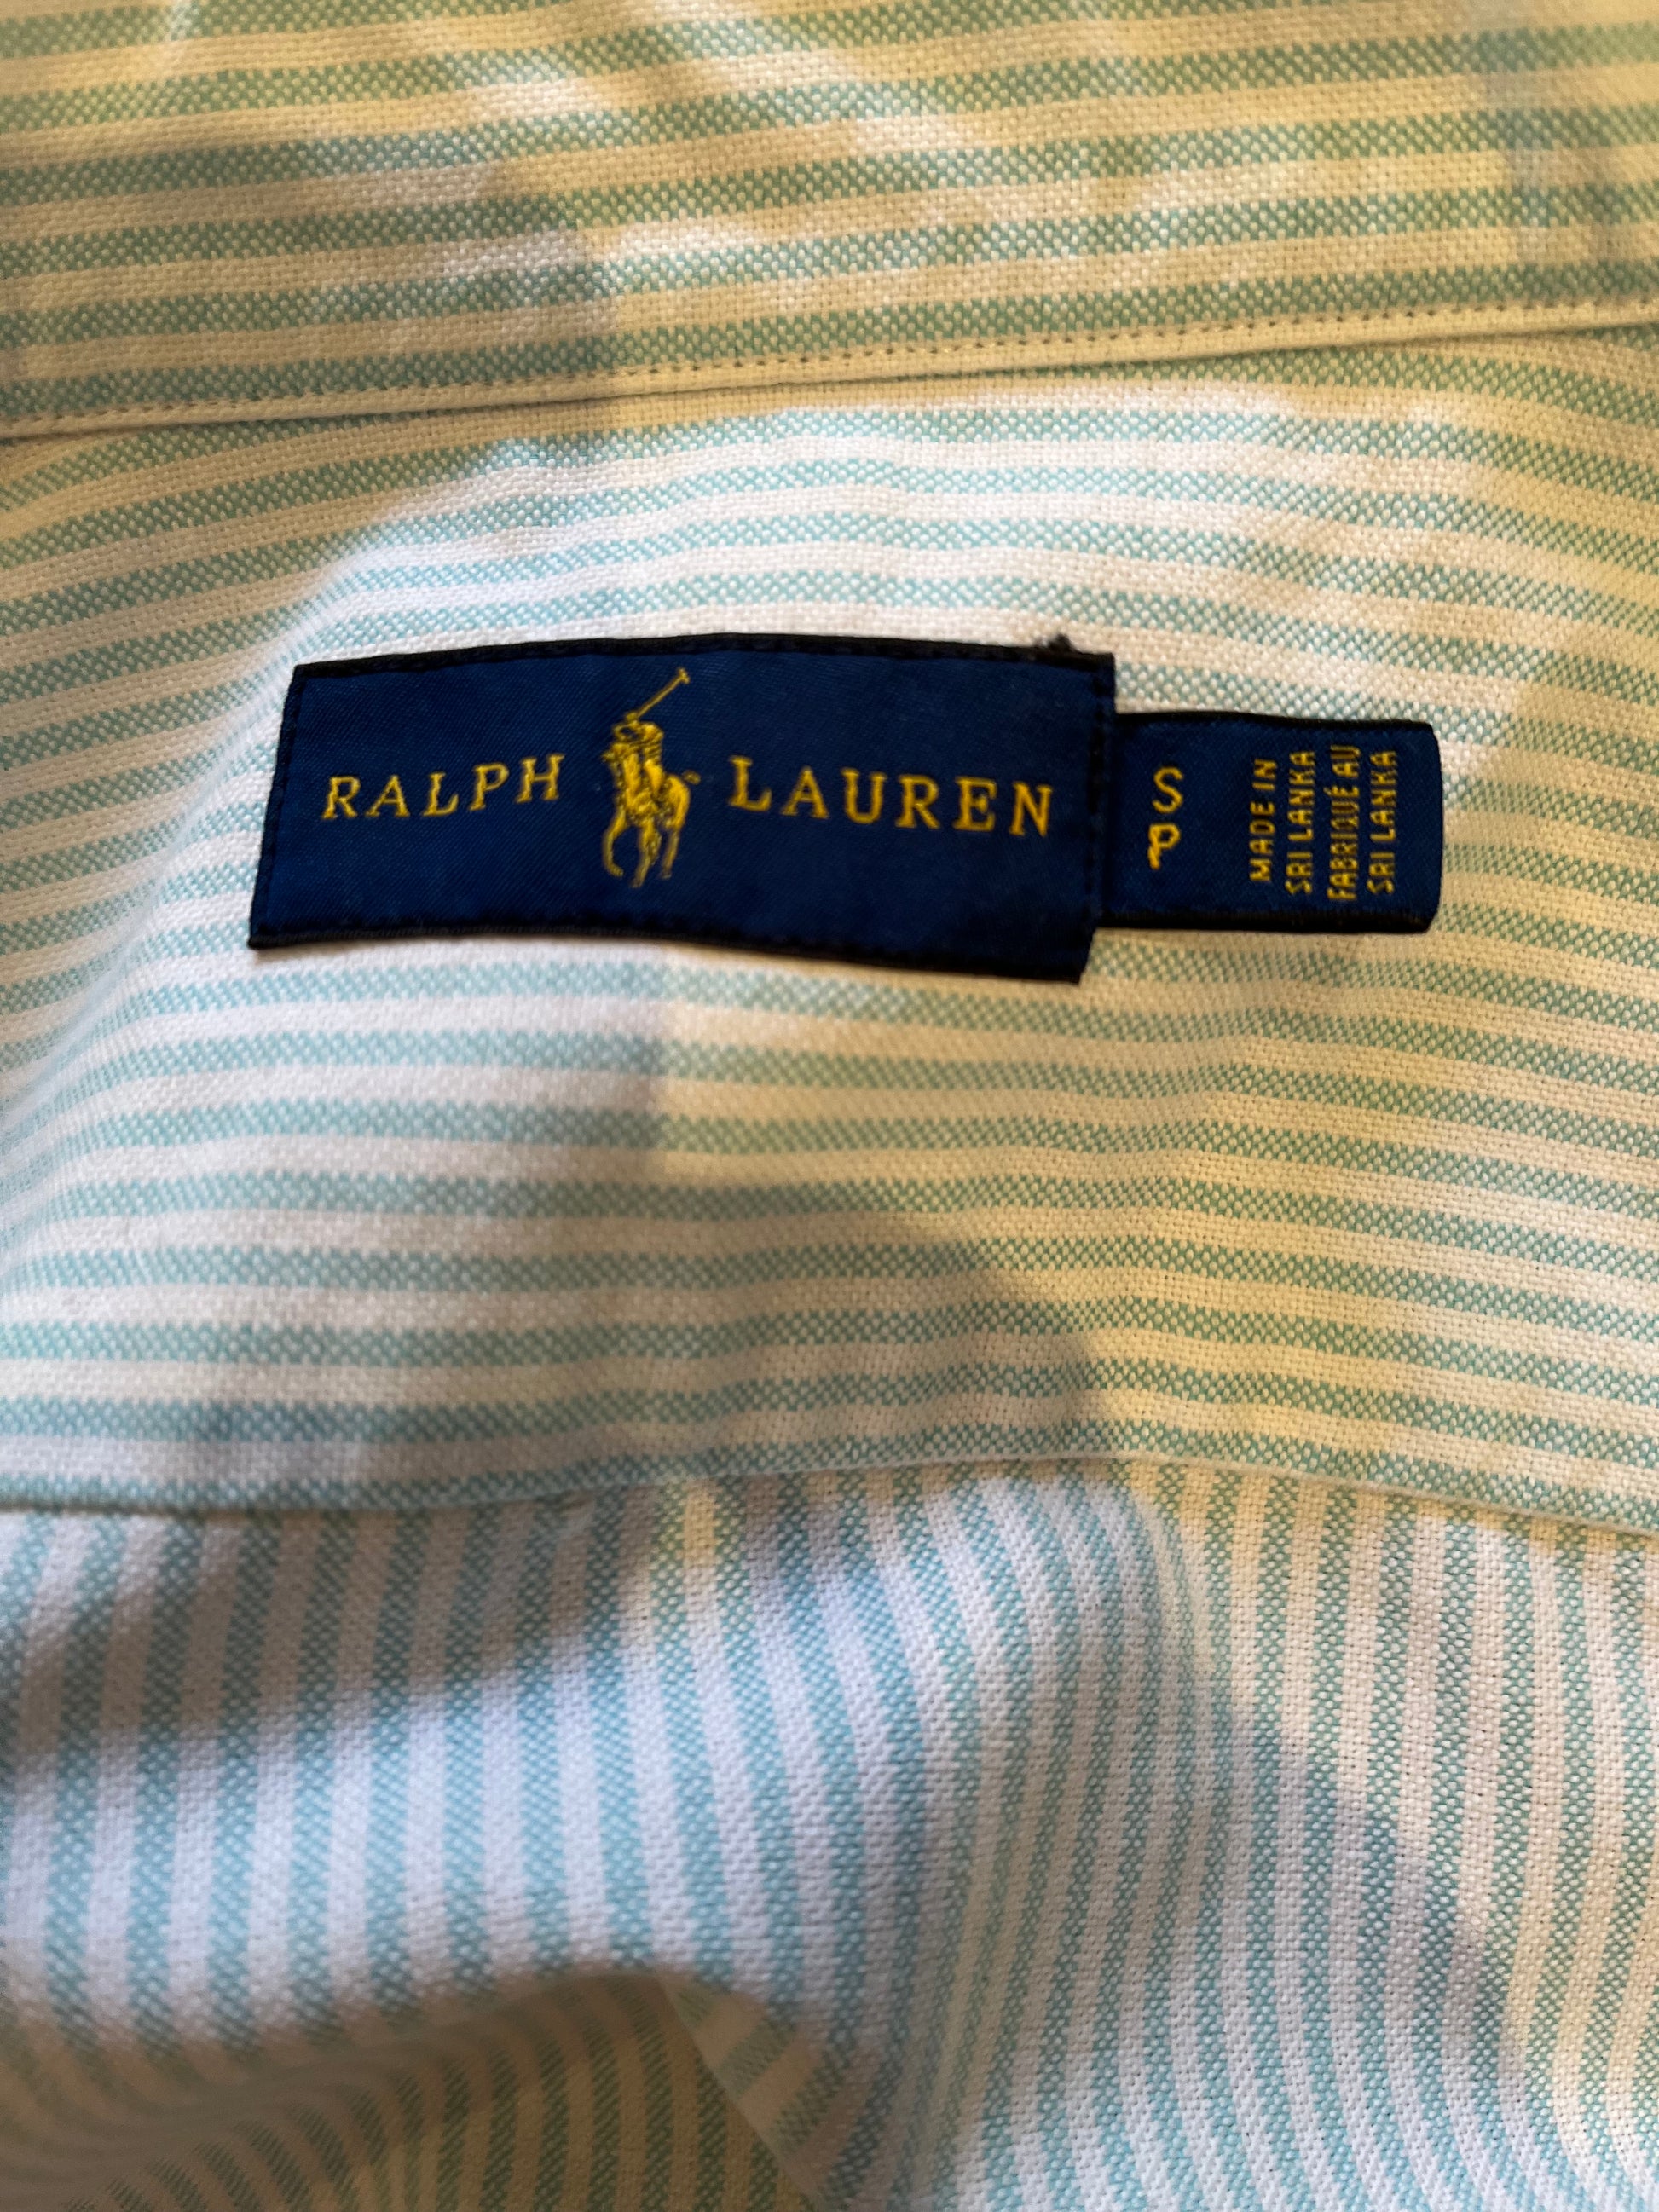 RALPH LAUREN
S
P
MADE IN
SRI LANKA
FABRIQUÉ AU
SRI LANKA